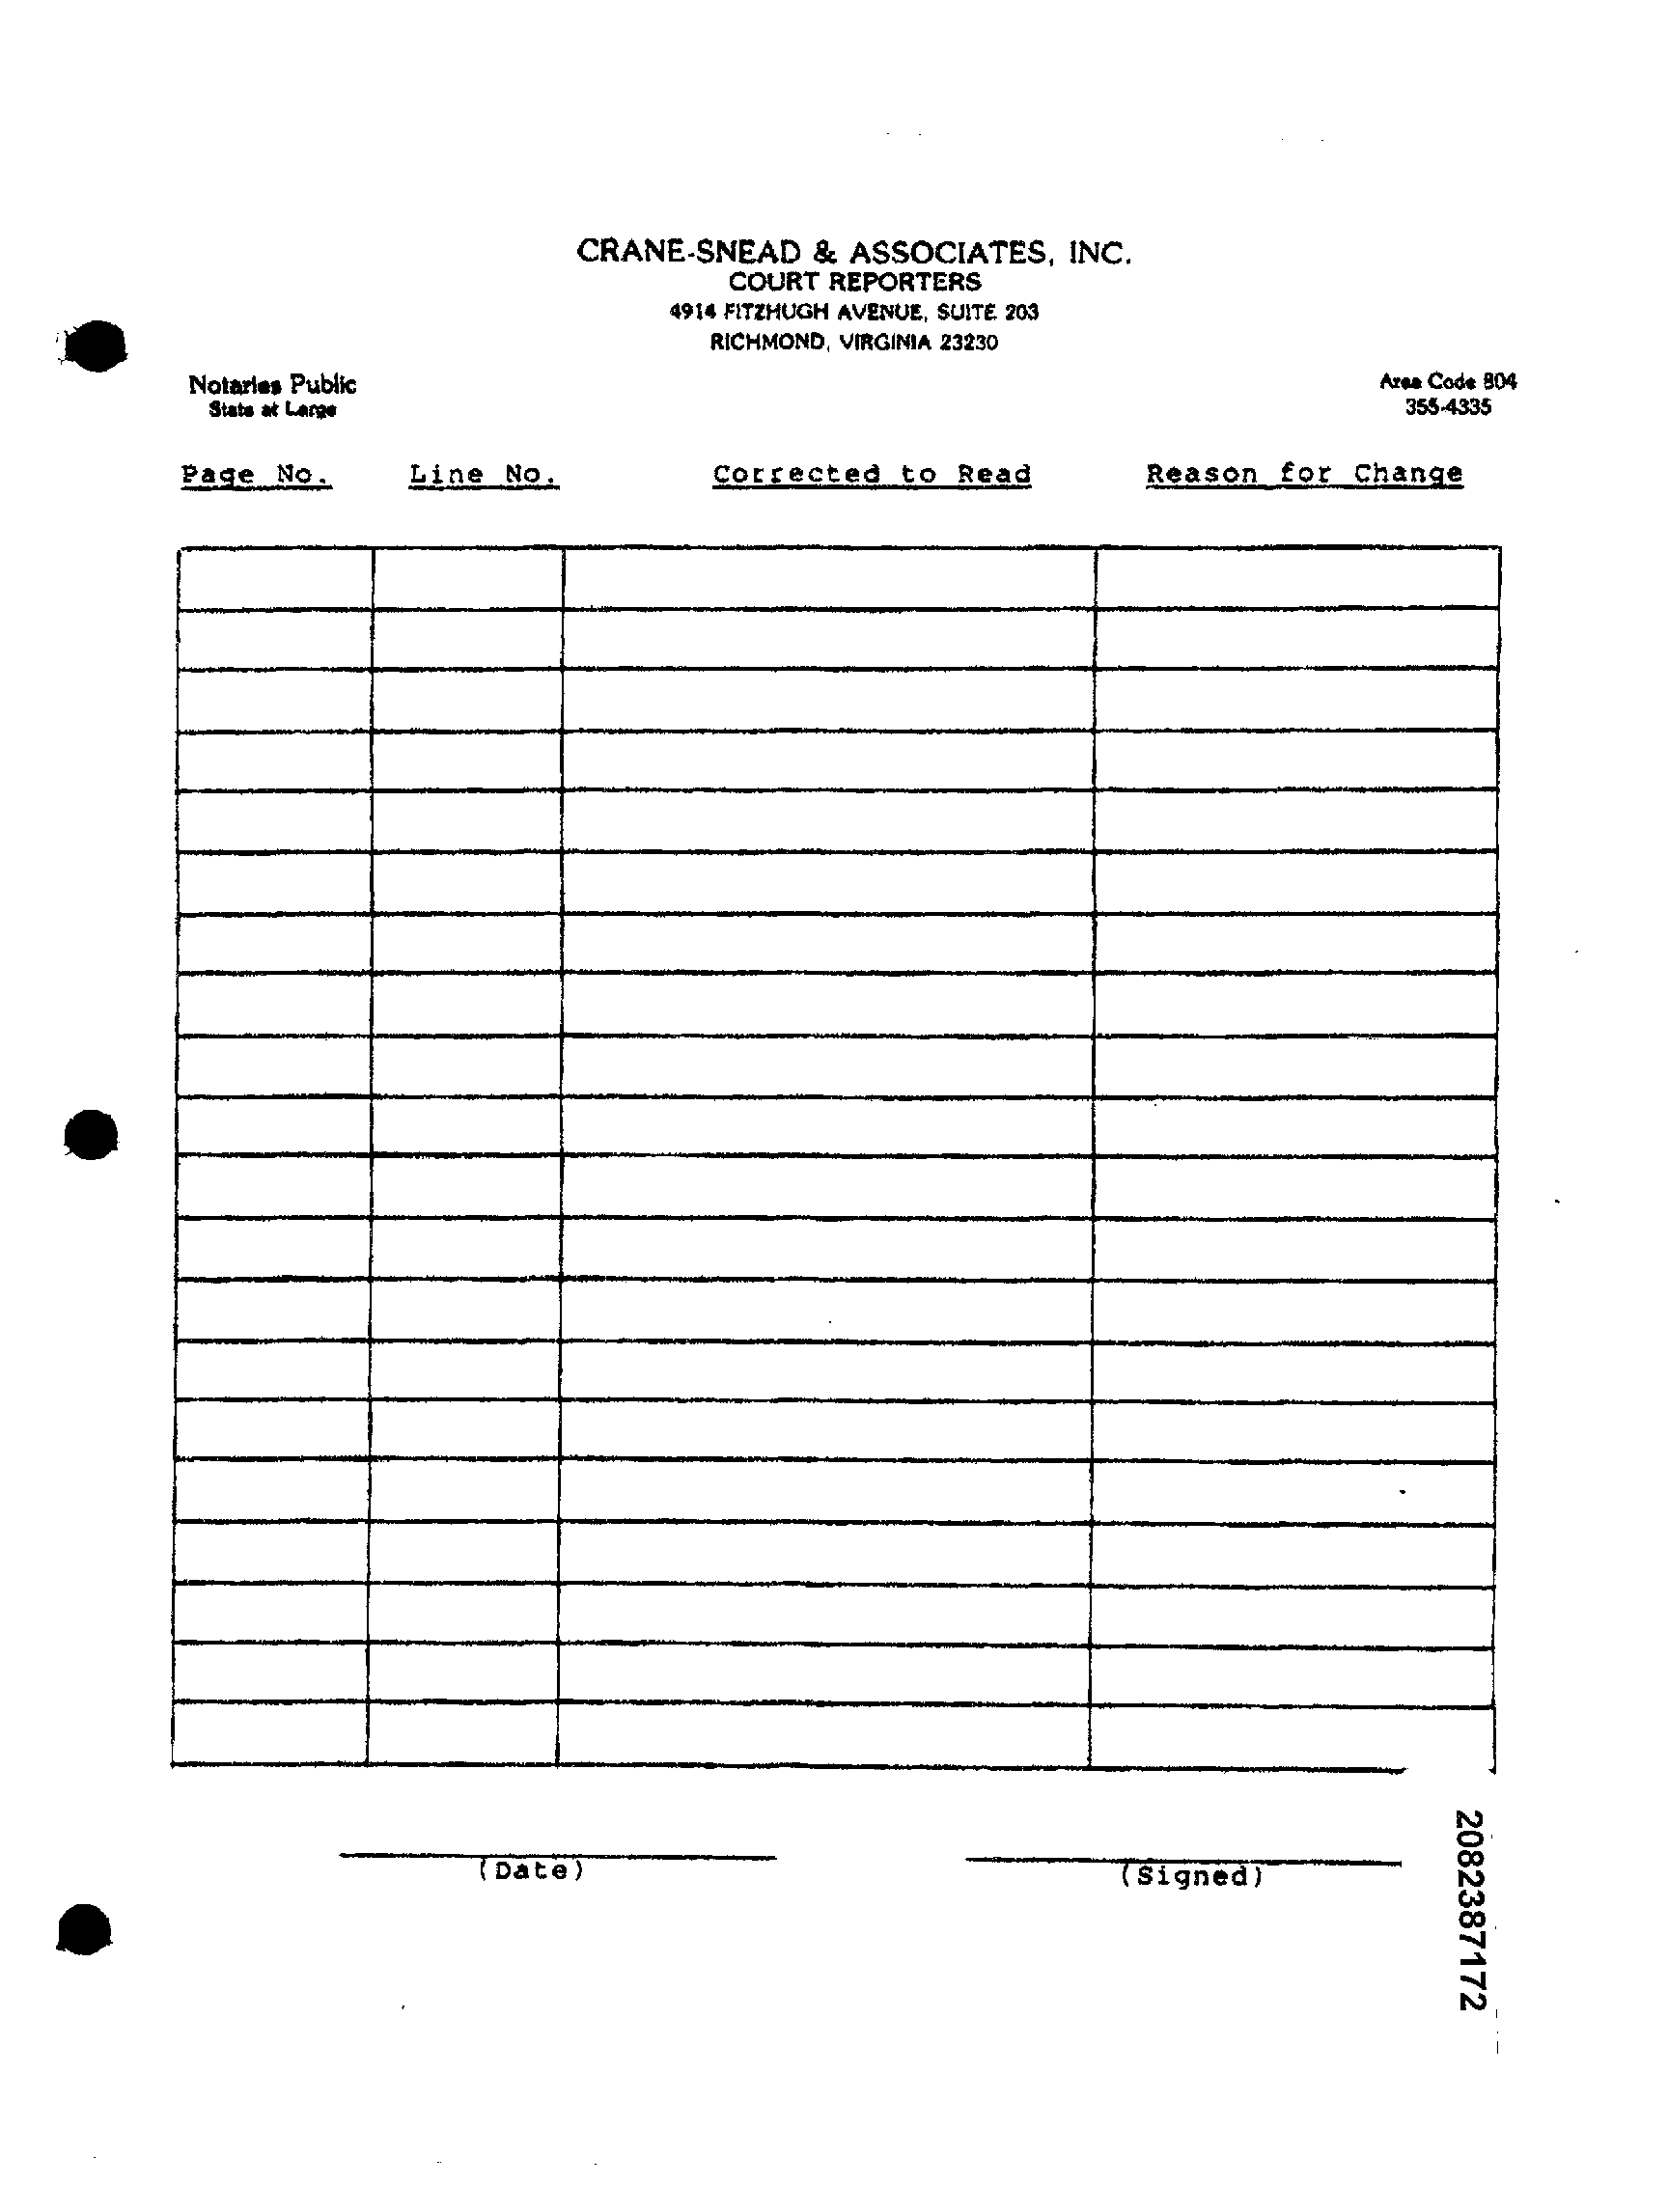 CRANE-SNEAD & ASSOCIATES, INC.
COURT REPORTERS
4914 FITZHUGH AVENUE, SUITE 203
RICHMOND, VIRGINIA 23230
Notaries Public
State at Large
Area Code 804
355-4335
Page No. Line No. Corrected to Read Reason for Change
(Date) (Signed)
2082387172